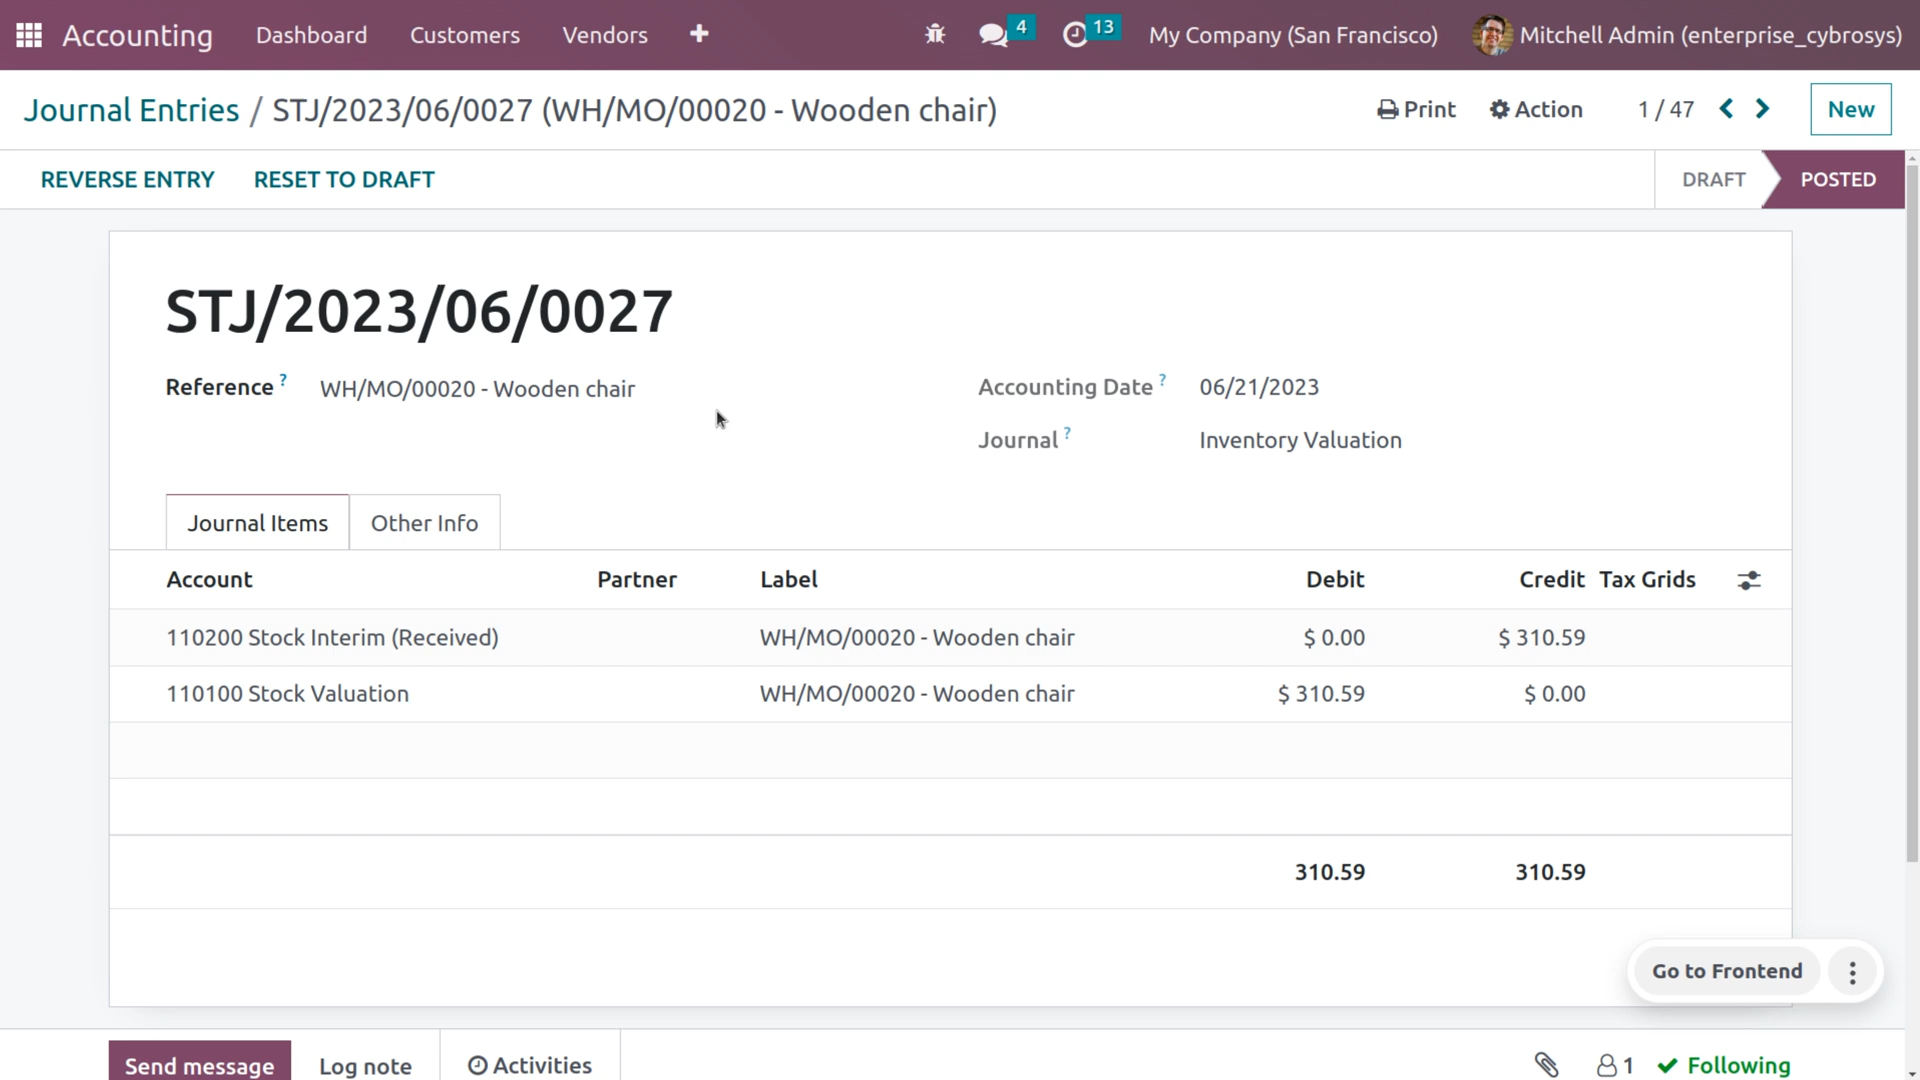 Accounting Dashboard Customers Vendors + 4 13 My Company (San Francisco) Mitchell Admin (enterprise_cybrosys)
Journal Entries / STJ/2023/06/0027 (WH/MO/00020 - Wooden chair) Print Action 1 / 47 New
REVERSE ENTRY RESET TO DRAFT DRAFT POSTED
STJ/2023/06/0027
Reference ? WH/MO/00020 - Wooden chair Accounting Date ? 06/21/2023
Journal ? Inventory Valuation
Journal Items Other Info
Account Partner Label Debit Credit Tax Grids
110200 Stock Interim (Received) WH/MO/00020 - Wooden chair $ 0.00 $ 310.59
110100 Stock Valuation WH/MO/00020 - Wooden chair $ 310.59 $ 0.00
310.59 310.59
Go to Frontend
Send message Log note Activities 1 Following